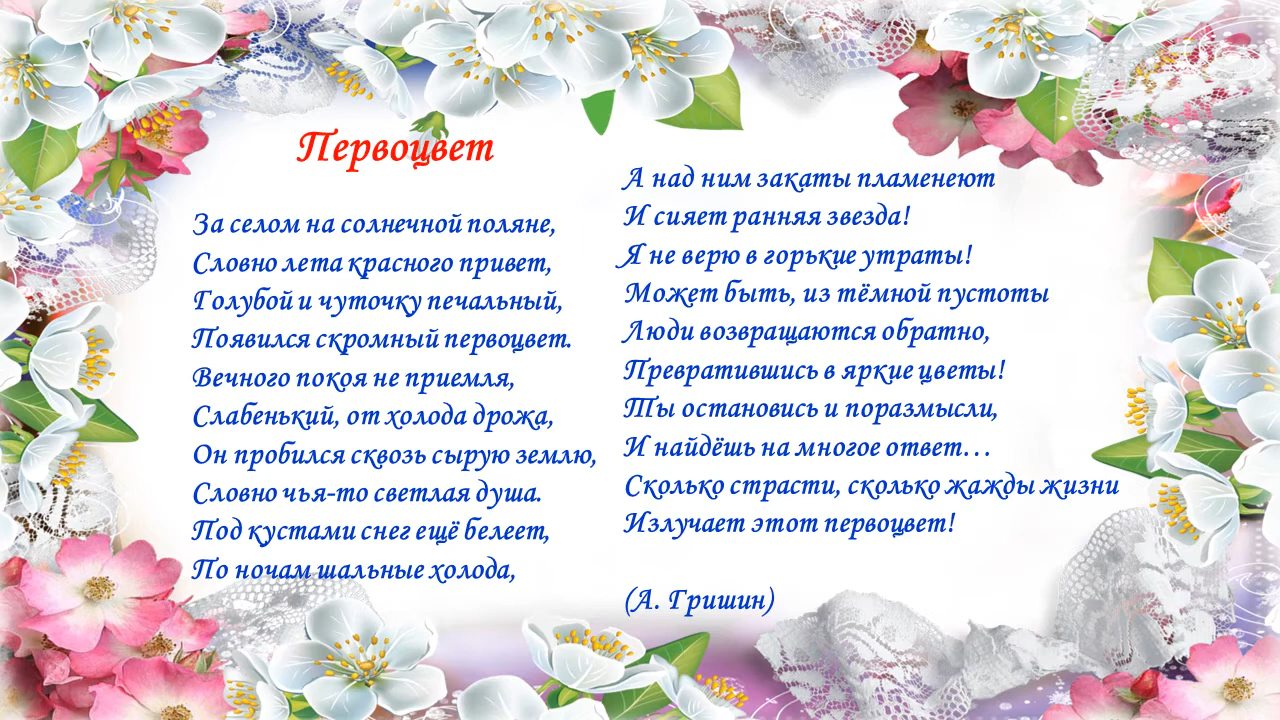 Первоцвет
За селом на солнечной поляне,
Словно лета красного привет,
Голубой и чуточку печальный,
Появился скромный первоцвет.
Вечного покоя не приемля,
Слабенький, от холода дрожа,
Он пробился сквозь сырую землю,
Словно чья-то светлая душа.
Под кустами снег ещё белеет,
По ночам шальные холода,
А над ним закаты пламенеют
И сияет ранняя звезда!
Я не верю в горькие утраты!
Может быть, из тёмной пустоты
Люди возвращаются обратно,
Превратившись в яркие цветы!
Ты остановись и поразмысли,
И найдёшь на многое ответ…
Сколько страсти, сколько жажды жизни
Излучает этот первоцвет!
(А. Гришин)